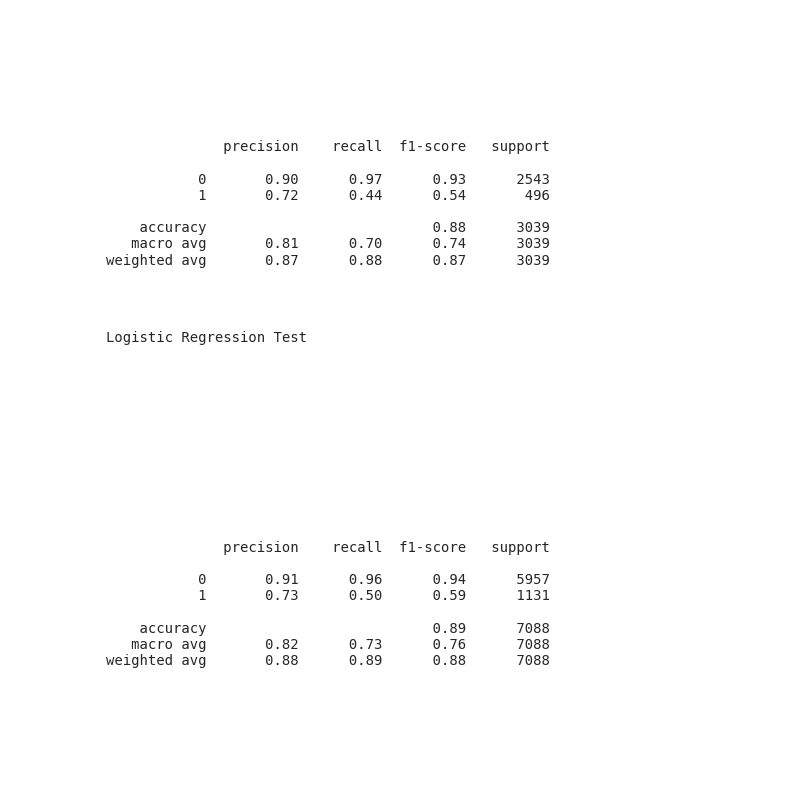 precision recall f1-score support
0 0.90 0.97 0.93 2543
1 0.72 0.44 0.54 496
accuracy 0.88 3039
macro avg 0.81 0.70 0.74 3039
weighted avg 0.87 0.88 0.87 3039
Logistic Regression Test
precision recall f1-score support
0 0.91 0.96 0.94 5957
1 0.73 0.50 0.59 1131
accuracy 0.89 7088
macro avg 0.82 0.73 0.76 7088
weighted avg 0.88 0.89 0.88 7088